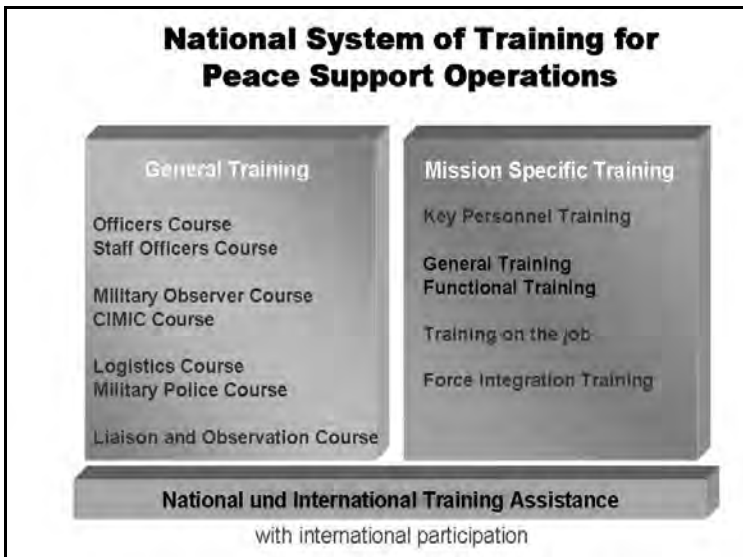 National System of Training for
Peace Support Operations
General Training
Officers Course
Staff Officers Course
Military Observer Course
CIMIC Course
Logistics Course
Military Police Course
Liaison and Observation Course
Mission Specific Training
Key Personnel Training
General Training
Functional Training
Training on the job
Force Integration Training
National und International Training Assistance
with international participation